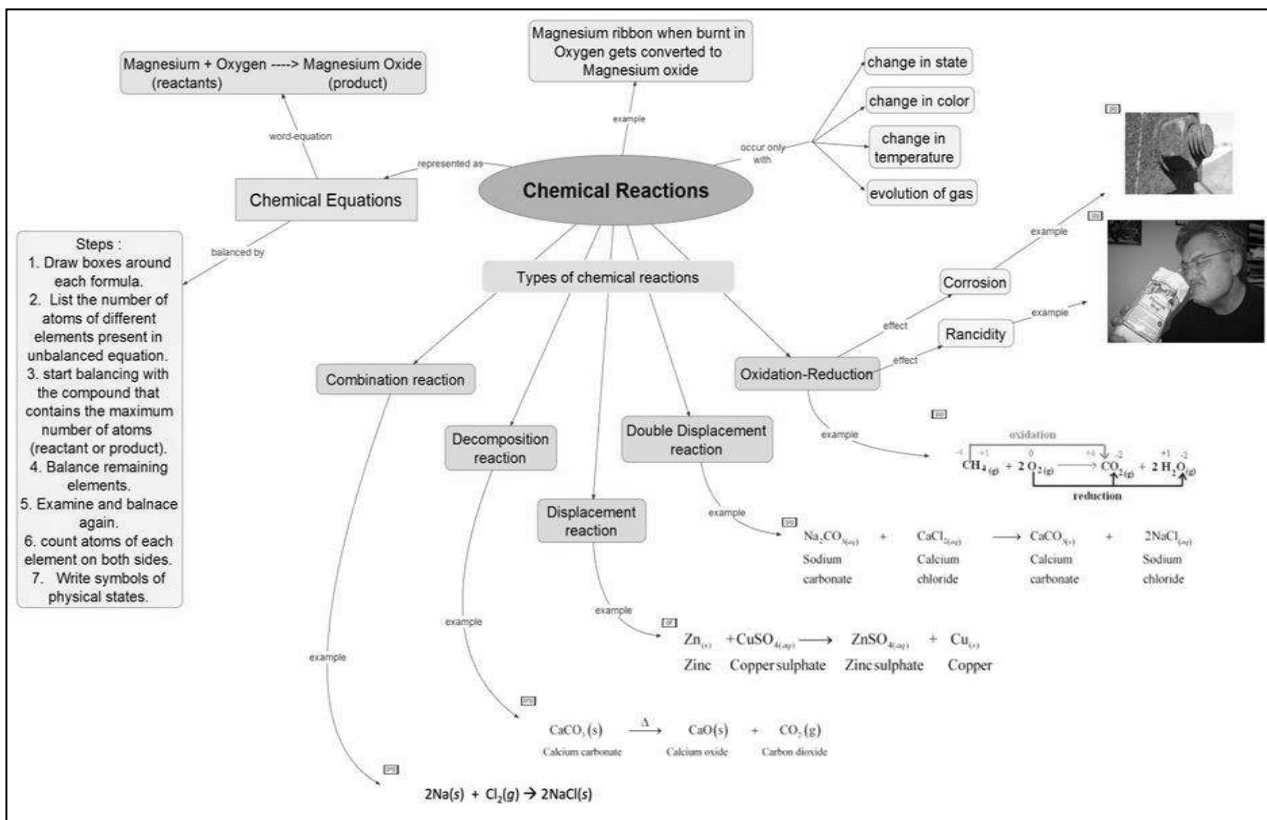 Magnesium ribbon when burnt in
Oxygen gets converted to
Magnesium oxide
Magnesium + Oxygen ----> Magnesium Oxide
(reactants) (product)
example
word-equation
change in state
change in color
change in
temperature
evolution of gas
occur only
with
represented as
Chemical Reactions
Chemical Equations
balanced by
Steps :
1. Draw boxes around
each formula.
2. List the number of
atoms of different
elements present in
unbalanced equation.
3. start balancing with
the compound that
contains the maximum
number of atoms
(reactant or product).
4. Balance remaining
elements.
5. Examine and balnace
again.
6. count atoms of each
element on both sides.
7. Write symbols of
physical states.
Types of chemical reactions
Corrosion
example
effect
Rancidity
example
effect
Oxidation-Reduction
example
oxidation
-4 +1 0 +4 -2 +1 -2
CH4(g) + 2 O2(g) → CO2(g) + 2 H2O(g)
reduction
Double Displacement
reaction
example
Na2CO3(aq) + CaCl2(aq) → CaCO3(s) + 2NaCl(aq)
Sodium Calcium Calcium Sodium
carbonate chloride carbonate chloride
Displacement
reaction
example
Zn(s) + CuSO4(aq) → ZnSO4(aq) + Cu(s)
Zinc Copper sulphate Zinc sulphate Copper
Decomposition
reaction
example
Δ
CaCO3(s) → CaO(s) + CO2(g)
Calcium carbonate Calcium oxide Carbon dioxide
Combination reaction
example
2Na(s) + Cl2(g) → 2NaCl(s)